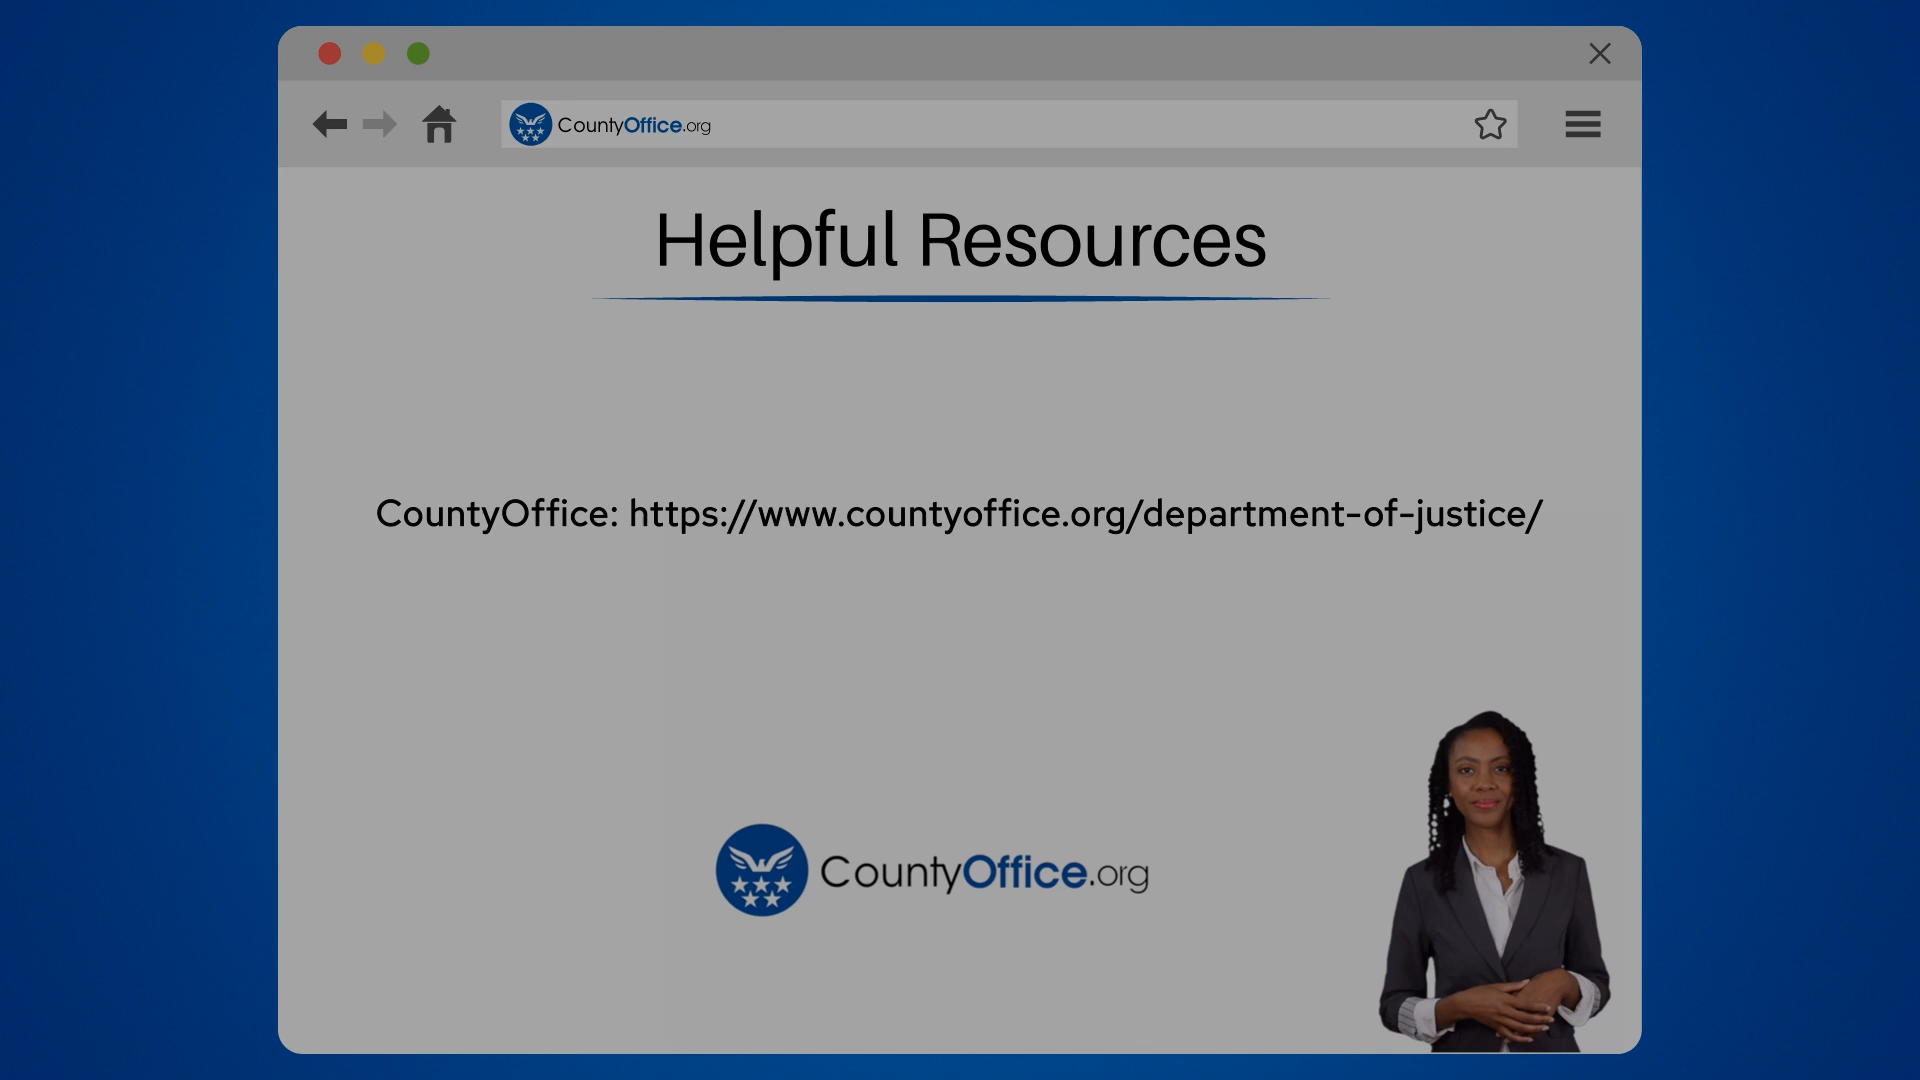 CountyOffice.org
Helpful Resources
CountyOffice: https://www.countyoffice.org/department-of-justice/
CountyOffice.org